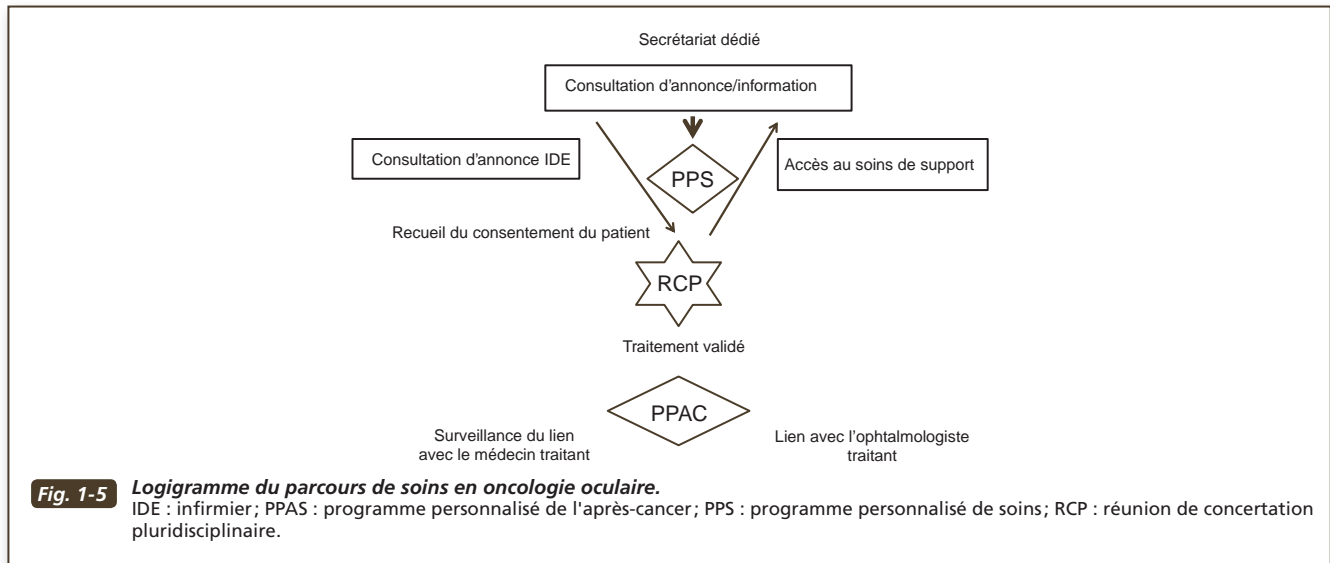 Secrétariat dédié
Consultation d'annonce/information
Consultation d'annonce IDE
PPS
Accès au soins de support
Recueil du consentement du patient
RCP
Traitement validé
PPAC
Surveillance du lien
avec le médecin traitant
Lien avec l'ophtalmologiste
traitant
Fig. 1-5 Logigramme du parcours de soins en oncologie oculaire.
IDE : infirmier; PPAS : programme personnalisé de l'après-cancer; PPS : programme personnalisé de soins; RCP : réunion de concertation
pluridisciplinaire.